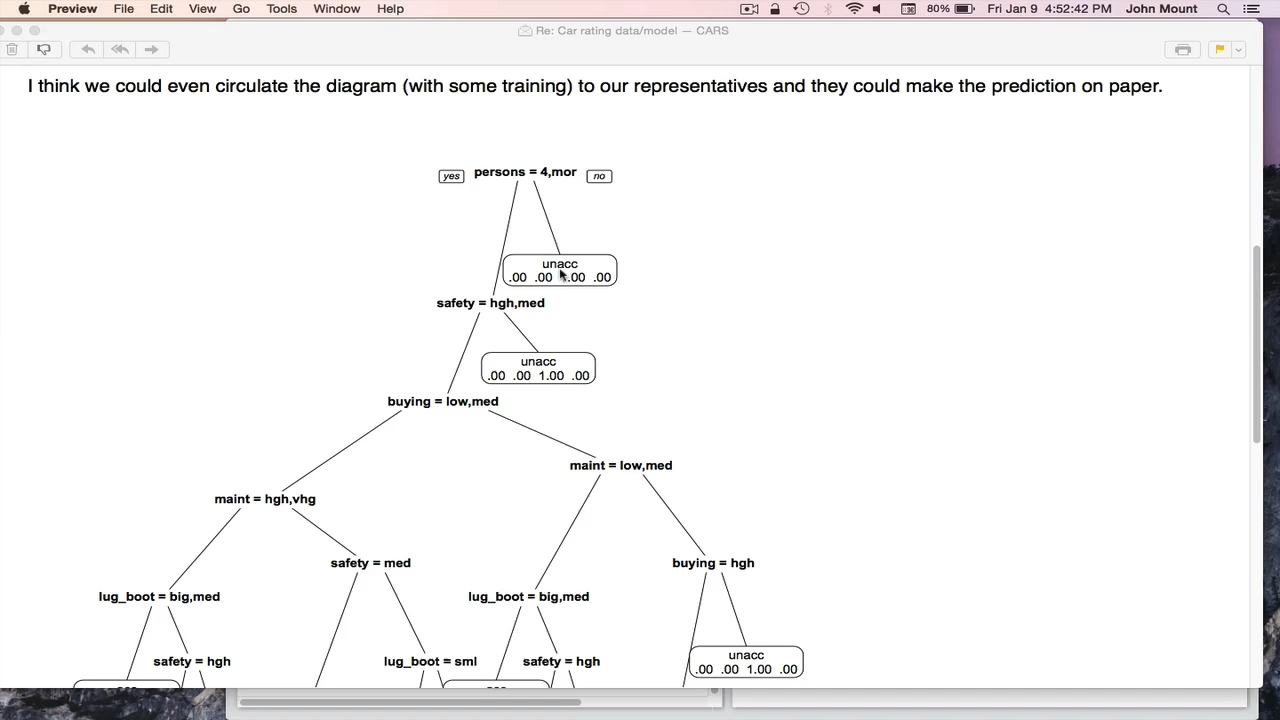 Preview File Edit View Go Tools Window Help 80% Fri Jan 9 4:52:42 PM John Mount
Re: Car rating data/model — CARS
I think we could even circulate the diagram (with some training) to our representatives and they could make the prediction on paper.
yes persons = 4,mor no
unacc
.00 .00 .00 .00
safety = hgh,med
unacc
.00 .00 1.00 .00
buying = low,med
maint = low,med
maint = hgh,vhg
safety = med
buying = hgh
lug_boot = big,med
lug_boot = big,med
safety = hgh
lug_boot = sml
safety = hgh
unacc
.00 .00 1.00 .00